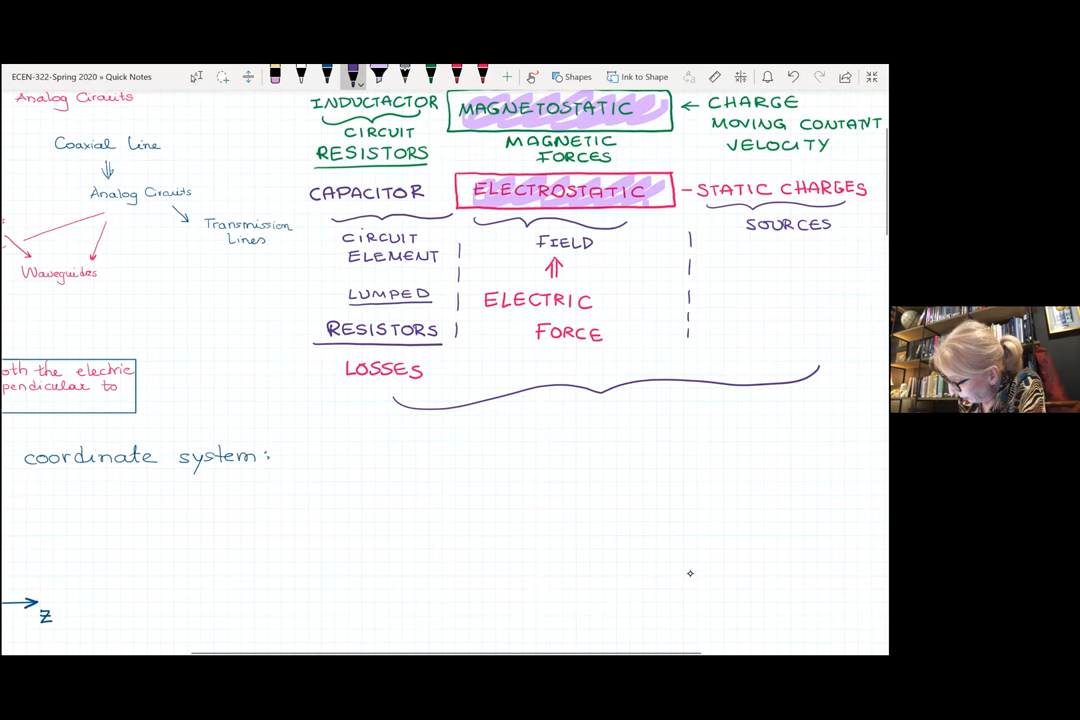 ECEN-322-Spring 2020 » Quick Notes
Shapes
Ink to Shape
Analog Circuits
Coaxial Line
Analog Circuits
Transmission
Lines
Waveguides
oth the electric
pendicular to
coordinate system:
z
INDUCTACTOR
CIRCUIT
RESISTORS
MAGNETOSTATIC
MAGNETIC
FORCES
← CHARGE
MOVING CONTANT
VELOCITY
CAPACITOR
ELECTROSTATIC
- STATIC CHARGES
SOURCES
CIRCUIT
ELEMENT
FIELD
LUMPED
ELECTRIC
RESISTORS
FORCE
LOSSES